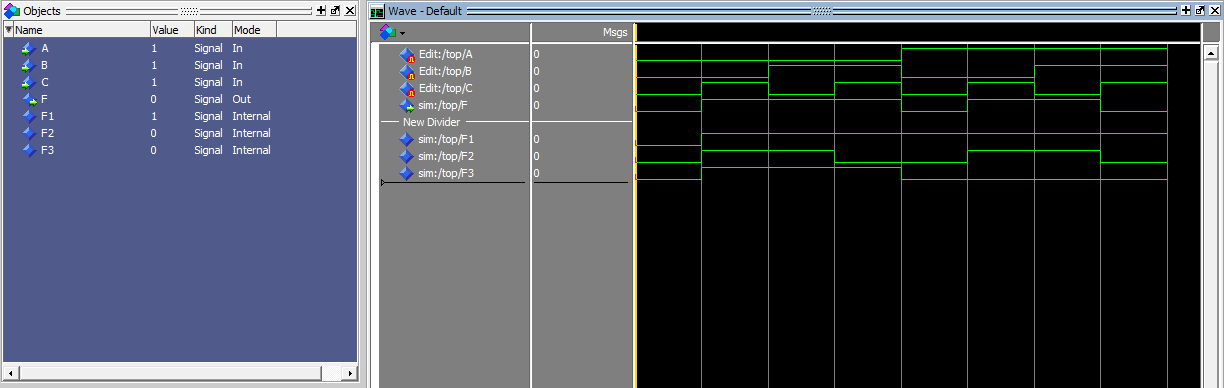 Objects
Name Value Kind Mode
A 1 Signal In
B 1 Signal In
C 1 Signal In
F 0 Signal Out
F1 1 Signal Internal
F2 0 Signal Internal
F3 0 Signal Internal
Wave - Default
Msgs
Edit:/top/A 0
Edit:/top/B 0
Edit:/top/C 0
sim:/top/F 0
New Divider
sim:/top/F1 0
sim:/top/F2 0
sim:/top/F3 0